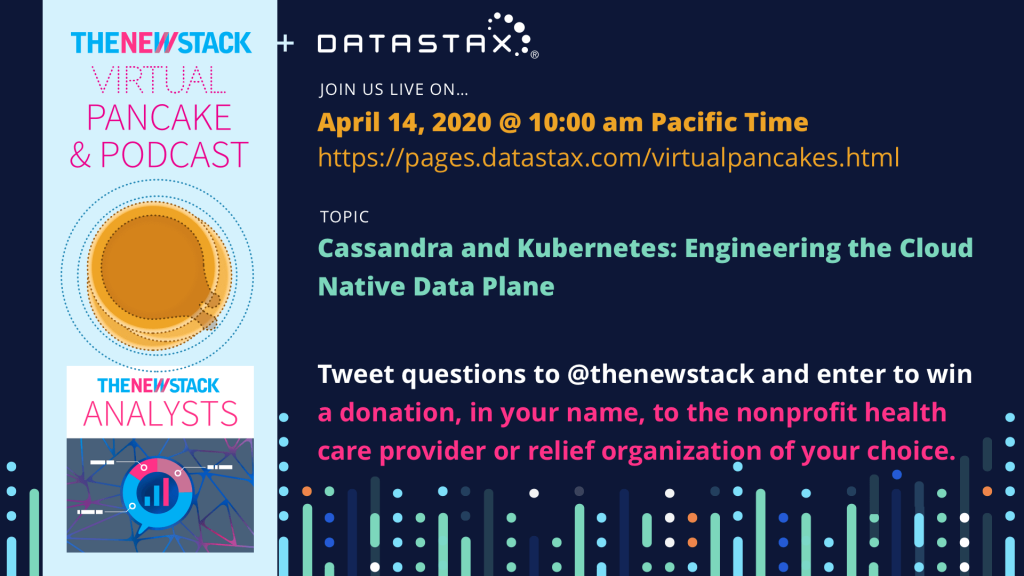 THENEWSTACK
VIRTUAL
PANCAKE
& PODCAST
THENEWSTACK
ANALYSTS
+ DATASTAX®
JOIN US LIVE ON…
April 14, 2020 @ 10:00 am Pacific Time
https://pages.datastax.com/virtualpancakes.html
TOPIC
Cassandra and Kubernetes: Engineering the Cloud
Native Data Plane
Tweet questions to @thenewstack and enter to win
a donation, in your name, to the nonprofit health
care provider or relief organization of your choice.